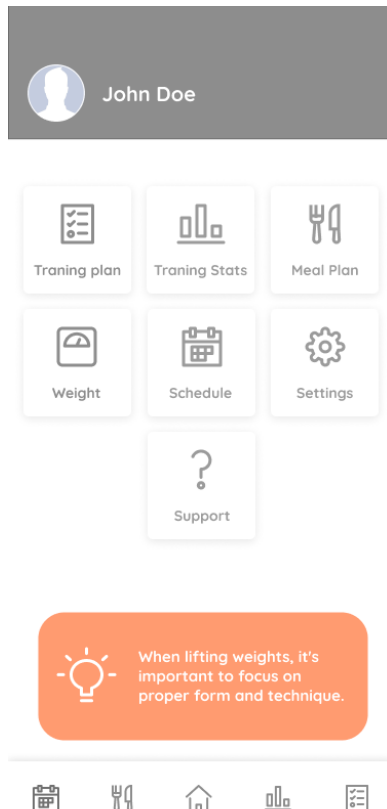 John Doe
Traning plan
Traning Stats
Meal Plan
Weight
Schedule
Settings
Support
When lifting weights, it's
important to focus on
proper form and technique.